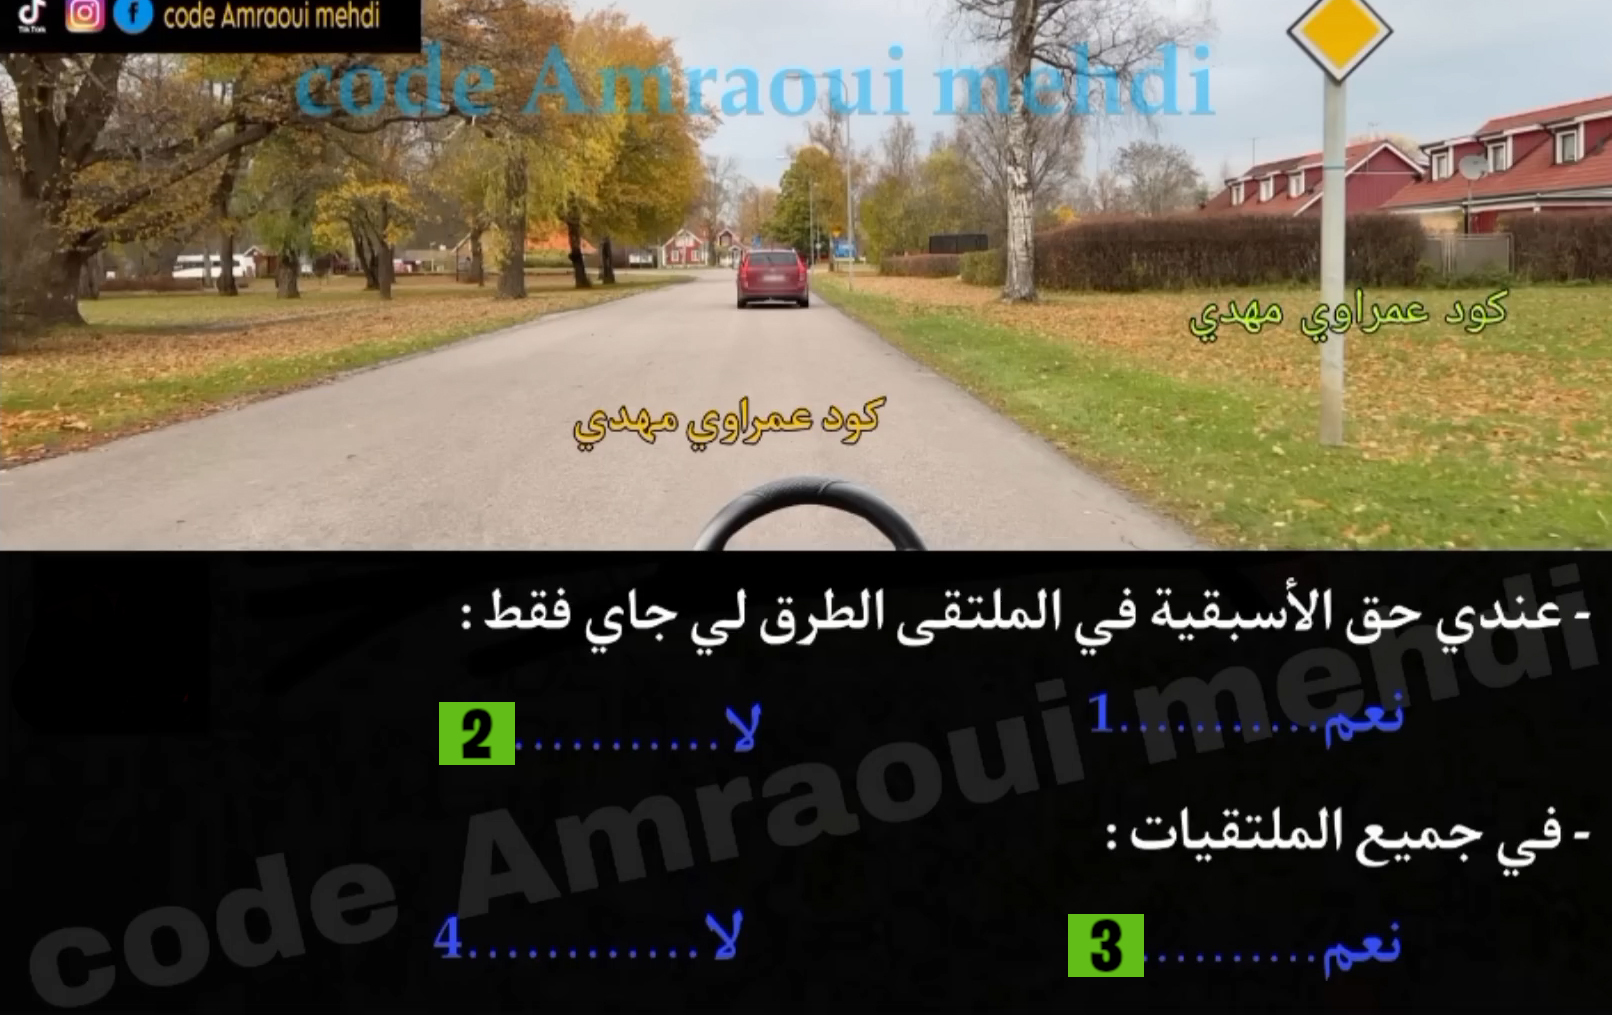 TikTok
code Amraoui mehdi
code Amraoui mehdi
كود عمراوي مهدي
كود عمراوي مهدي
- عندي حق الأسبقية في الملتقى الطرق لي جاي فقط :
نعم...........1
لا...........2
- في جميع الملتقيات :
نعم..........3
لا............4
code Amraoui mehdi